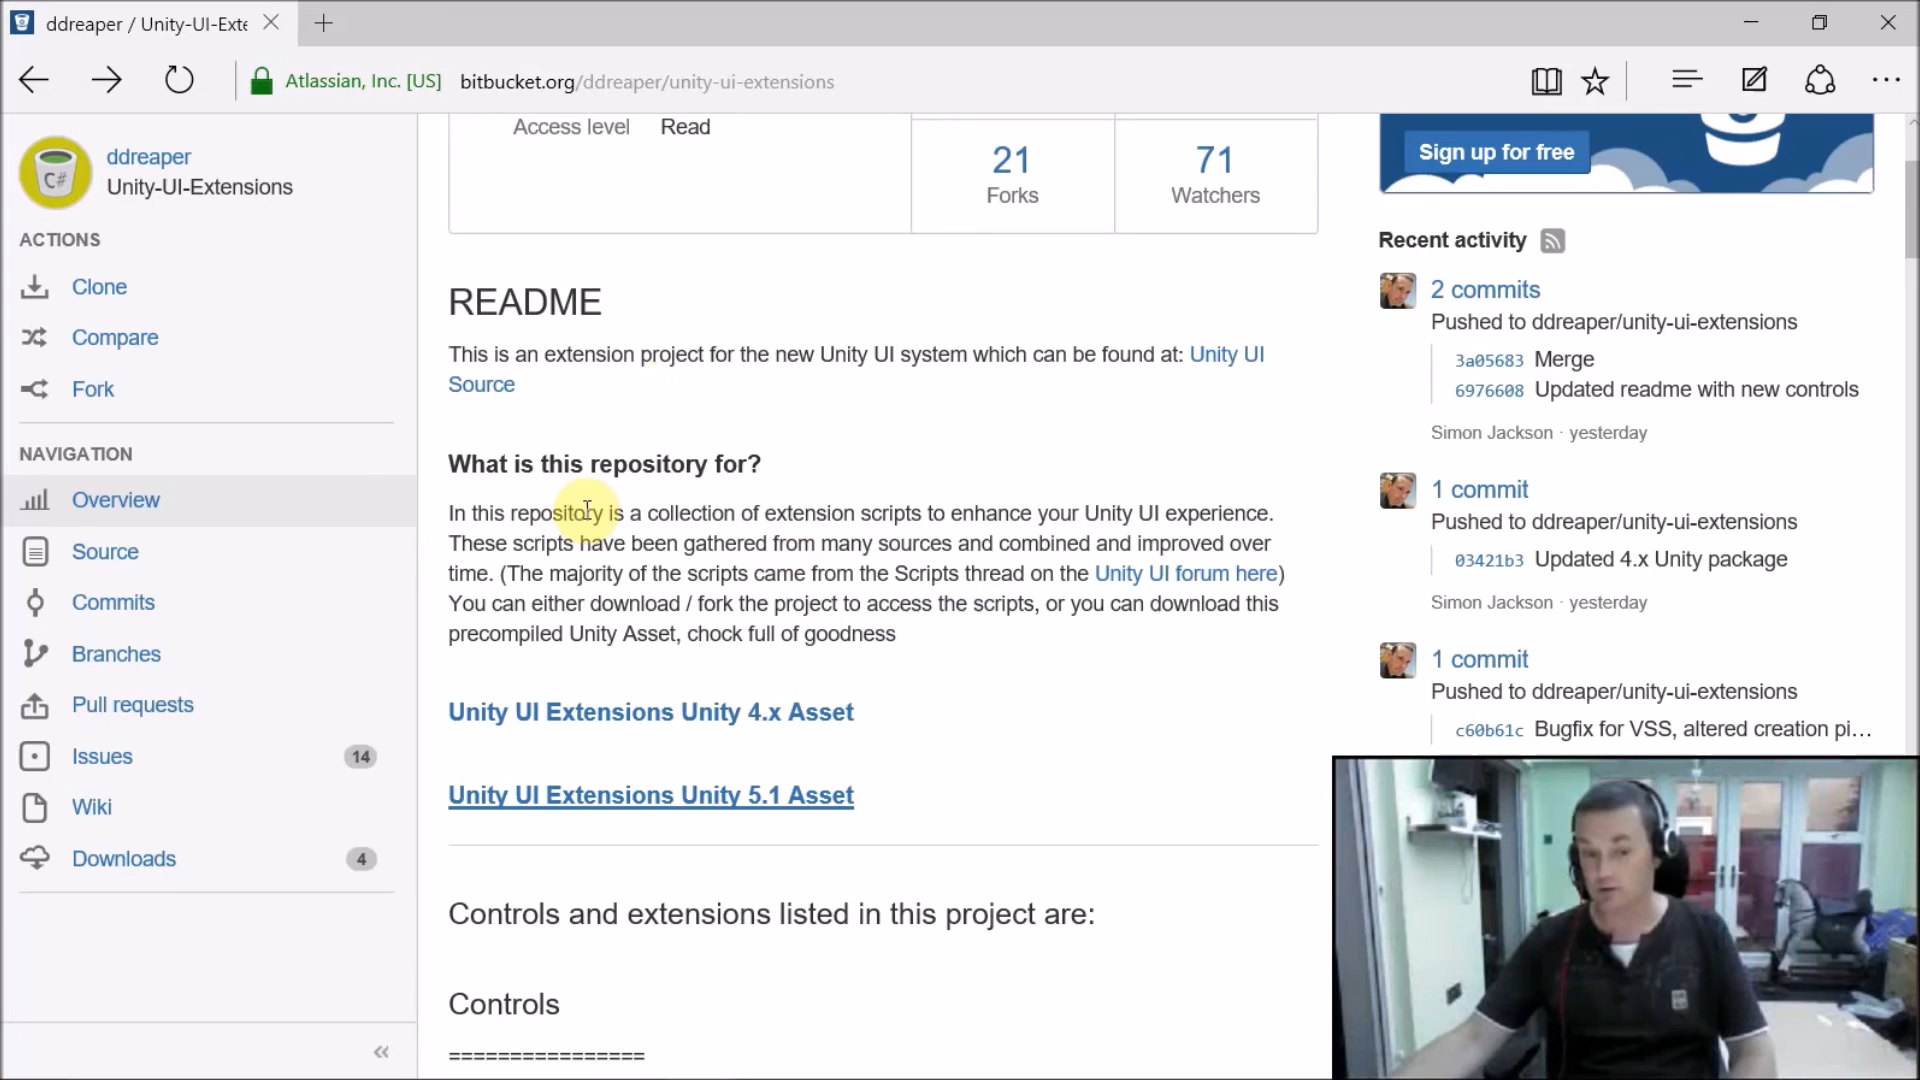 ddreaper / Unity-UI-Exte
Atlassian, Inc. [US] bitbucket.org/ddreaper/unity-ui-extensions
C#
ddreaper
Unity-UI-Extensions
ACTIONS
Clone
Compare
Fork
NAVIGATION
Overview
Source
Commits
Branches
Pull requests
Issues 14
Wiki
Downloads 4
Access level Read
21
Forks
71
Watchers
README
This is an extension project for the new Unity UI system which can be found at: Unity UI
Source
What is this repository for?
In this repository is a collection of extension scripts to enhance your Unity UI experience.
These scripts have been gathered from many sources and combined and improved over
time. (The majority of the scripts came from the Scripts thread on the Unity UI forum here)
You can either download / fork the project to access the scripts, or you can download this
precompiled Unity Asset, chock full of goodness
Unity UI Extensions Unity 4.x Asset
Unity UI Extensions Unity 5.1 Asset
Controls and extensions listed in this project are:
Controls
================
Sign up for free
Recent activity
2 commits
Pushed to ddreaper/unity-ui-extensions
3a05683 Merge
6976608 Updated readme with new controls
Simon Jackson · yesterday
1 commit
Pushed to ddreaper/unity-ui-extensions
03421b3 Updated 4.x Unity package
Simon Jackson · yesterday
1 commit
Pushed to ddreaper/unity-ui-extensions
c60b61c Bugfix for VSS, altered creation pi...